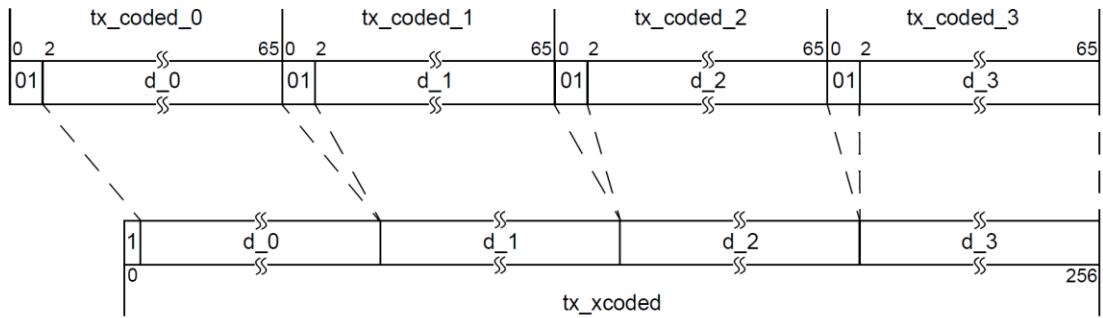 tx_coded_0 tx_coded_1 tx_coded_2 tx_coded_3
0 2 65 0 2 65 0 2 65 0 2 65
01 d_0 01 d_1 01 d_2 01 d_3
1 d_0 d_1 d_2 d_3
0 256
tx_xcoded